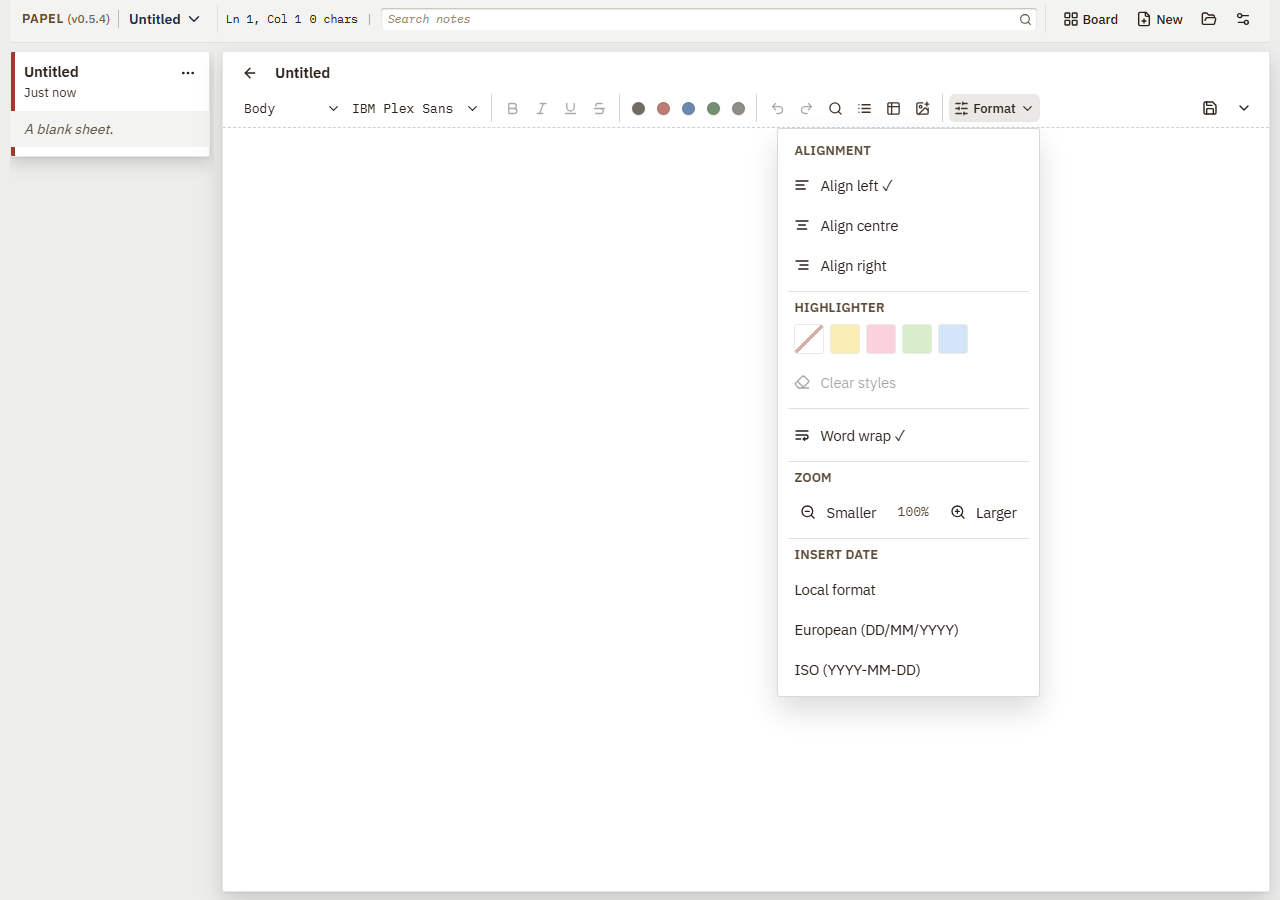 PAPEL (v0.5.4) Untitled Ln 1, Col 1 0 chars | Search notes Board New
Untitled
Just now
A blank sheet.
Untitled
Body IBM Plex Sans B I U S Format
ALIGNMENT
Align left ✓
Align centre
Align right
HIGHLIGHTER
Clear styles
Word wrap ✓
ZOOM
Smaller 100% Larger
INSERT DATE
Local format
European (DD/MM/YYYY)
ISO (YYYY-MM-DD)